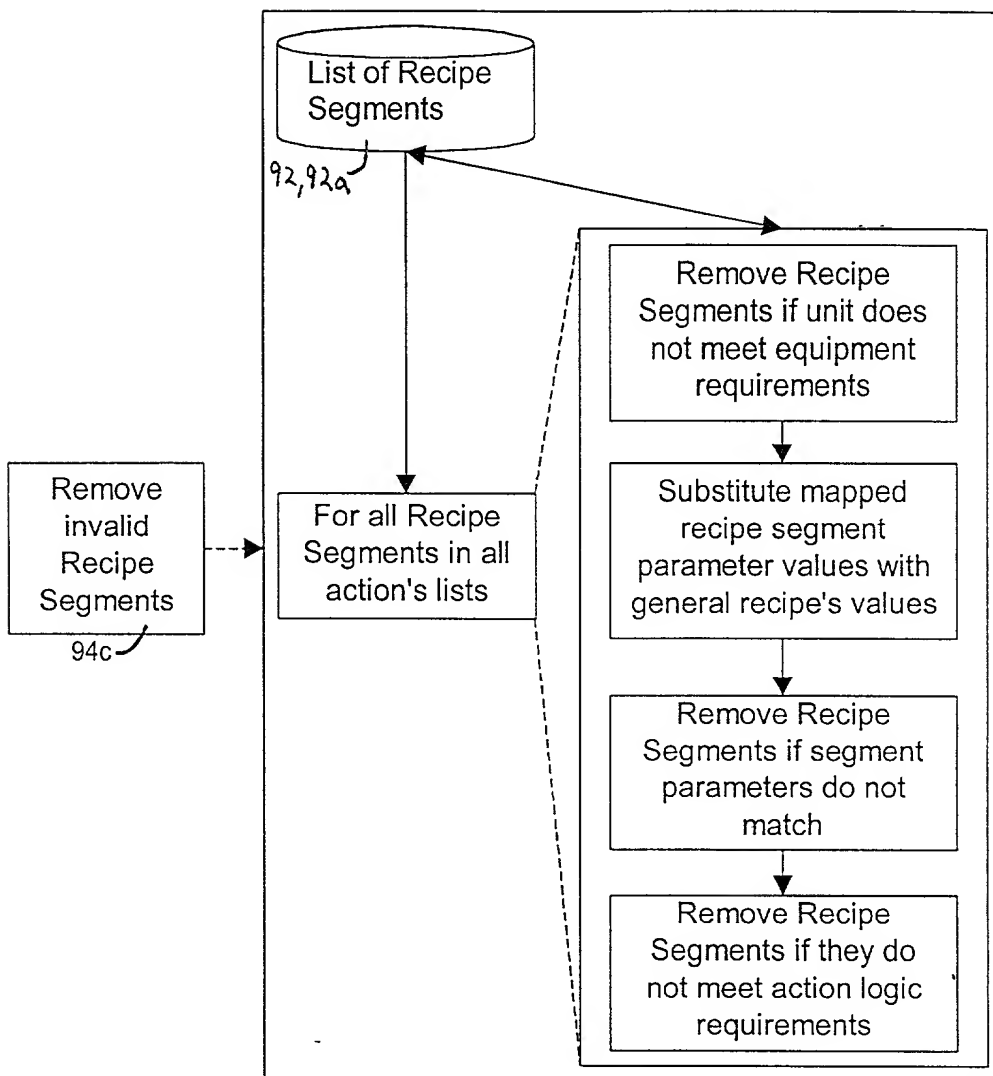 List of Recipe
Segments
92,92a
Remove Recipe
Segments if unit does
not meet equipment
requirements
Remove
invalid
Recipe
Segments
94c
For all Recipe
Segments in all
action's lists
Substitute mapped
recipe segment
parameter values with
general recipe's values
Remove Recipe
Segments if segment
parameters do not
match
Remove Recipe
Segments if they do
not meet action logic
requirements